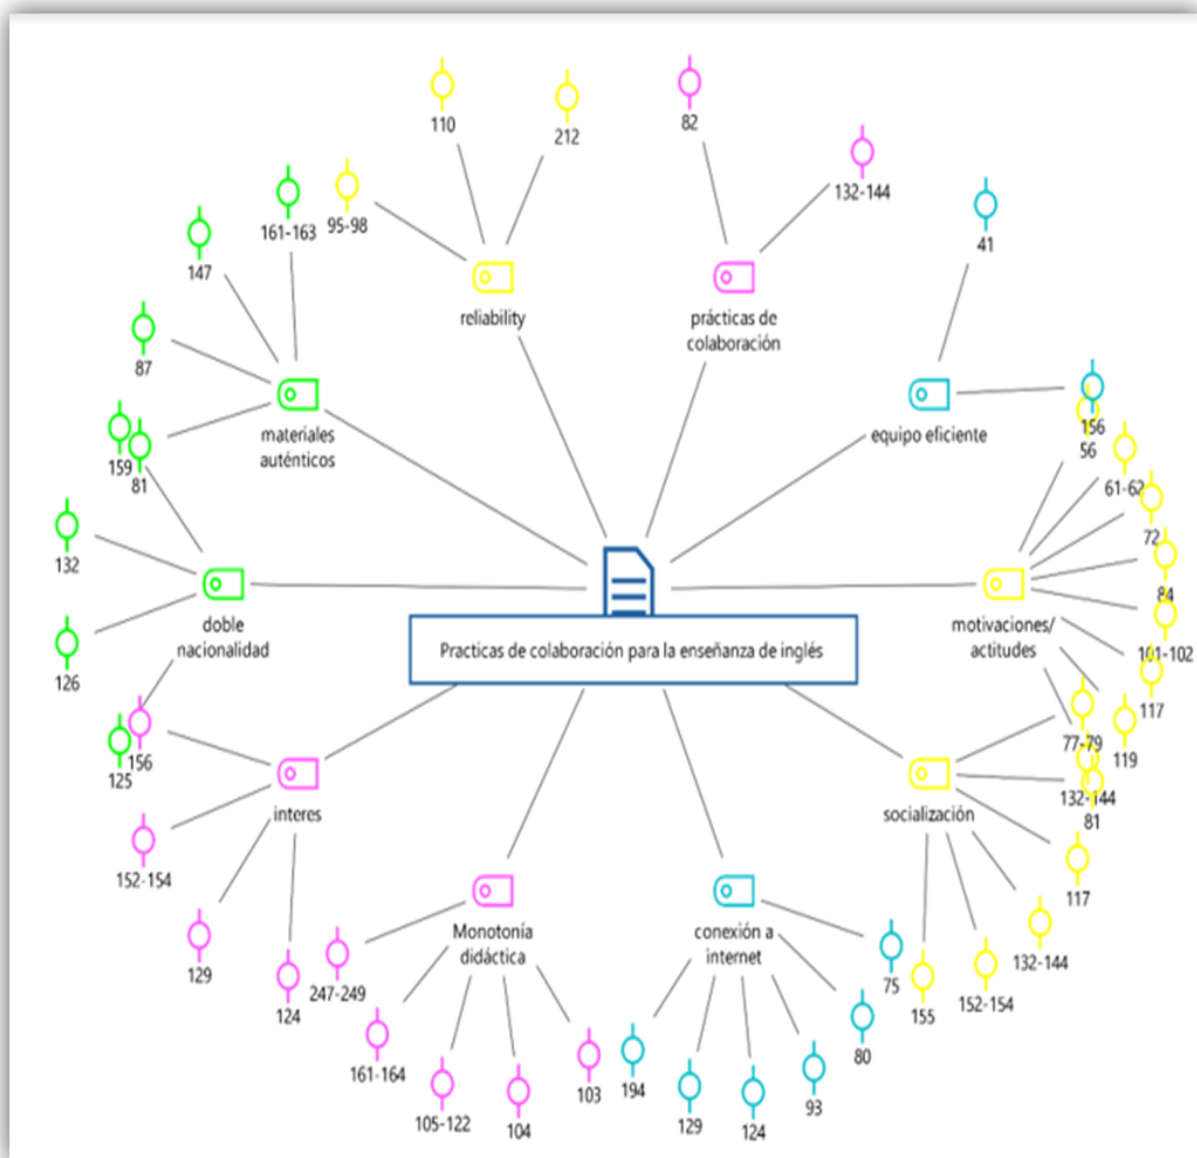 110
212
82
132-144
161-163
95-98
147
41
reliability
prácticas de
colaboración
87
materiales
auténticos
equipo eficiente
156
56
159
81
61-62
72
132
84
doble
nacionalidad
Practicas de colaboración para la enseñanza de inglés
motivaciones/
actitudes
101-102
126
117
125
156
77-79
119
interes
socialización
132-144
81
152-154
117
Monotonía
didáctica
conexión a
internet
129
124
247-249
75
155
152-154
132-144
161-164
105-122
104
103
194
129
124
93
80